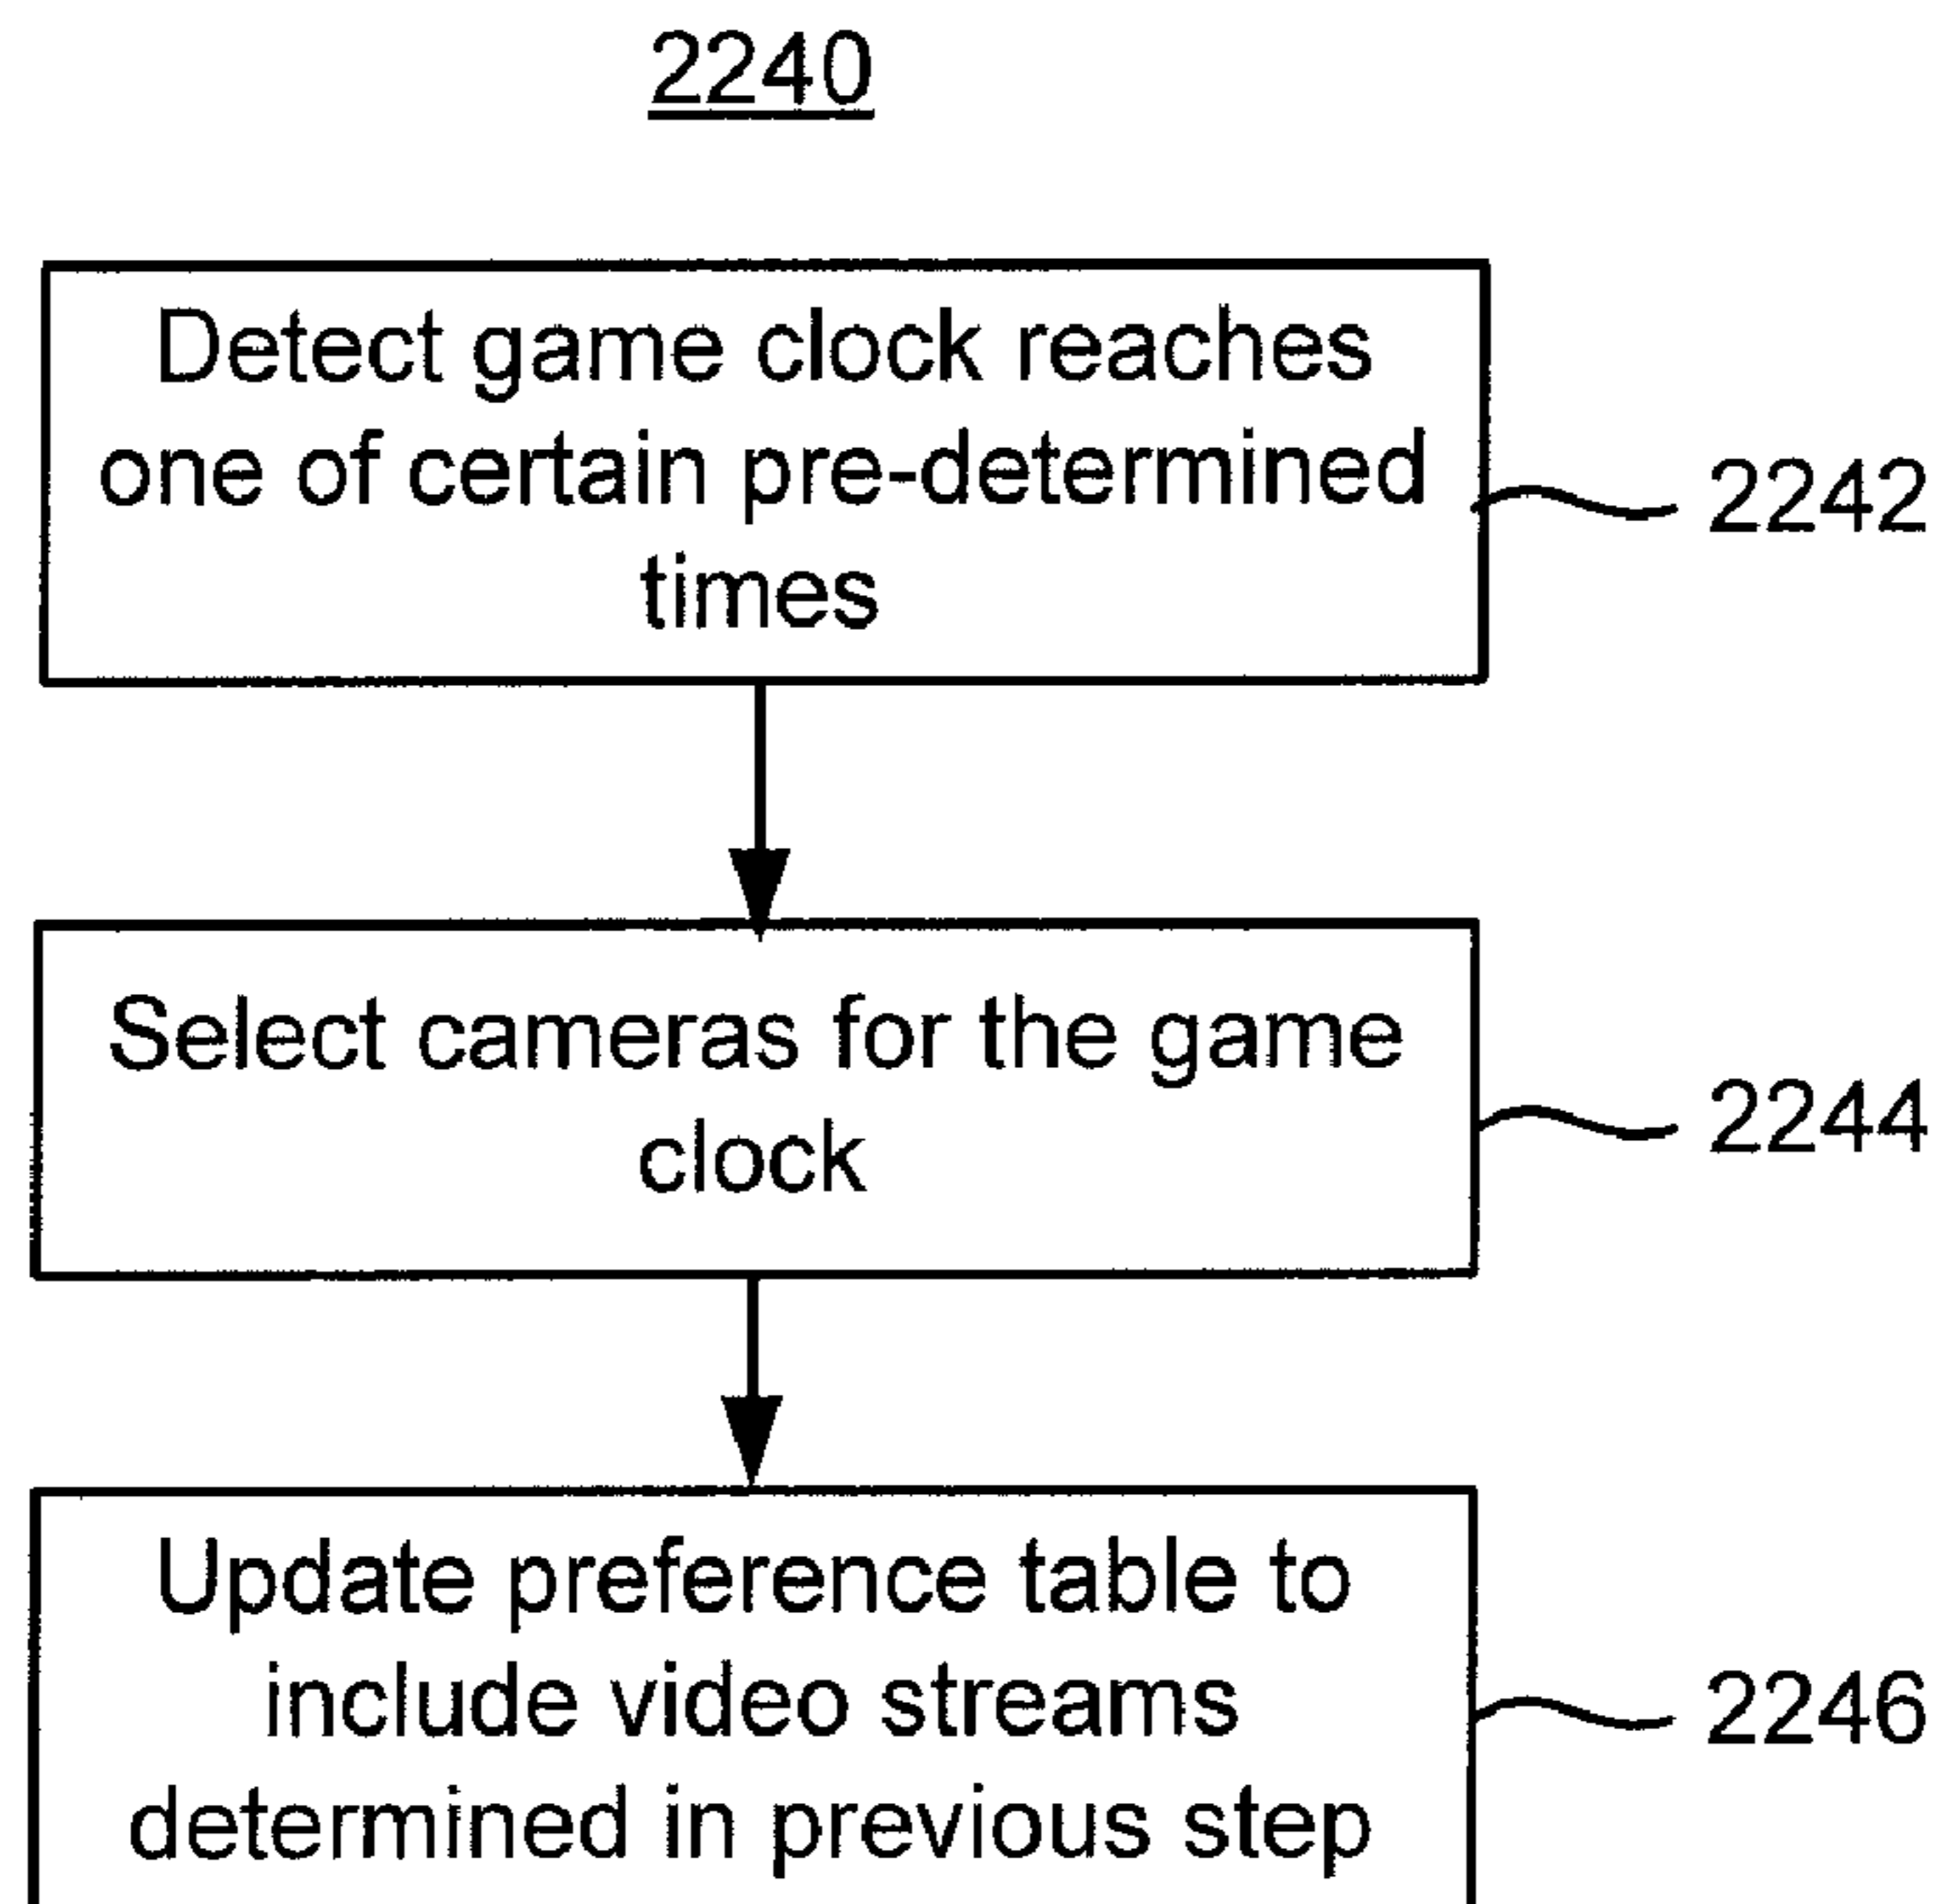 2240
Detect game clock reaches
one of certain pre-determined
times
2242
Select cameras for the game
clock
2244
Update preference table to
include video streams
determined in previous step
2246